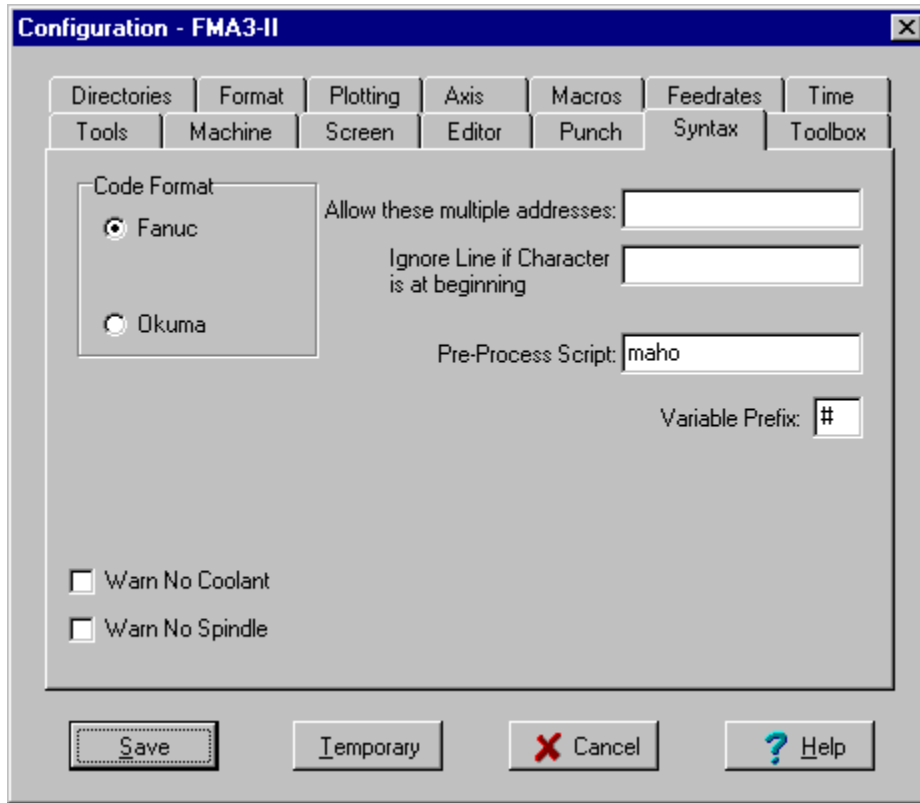 Configuration - FMA3-II
Directories Format Plotting Axis Macros Feedrates Time
Tools Machine Screen Editor Punch Syntax Toolbox
Code Format
Fanuc
Okuma
Allow these multiple addresses:
Ignore Line if Character
is at beginning
Pre-Process Script: maho
Variable Prefix: #
Warn No Coolant
Warn No Spindle
Save Temporary Cancel ? Help